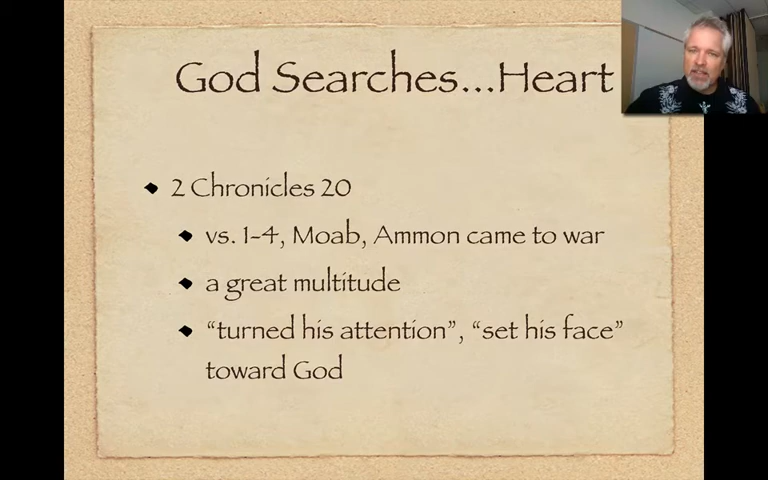 God Searches...Heart
2 Chronicles 20
vs. 1-4, Moab, Ammon came to war
a great multitude
“turned his attention”, “set his face”
toward God